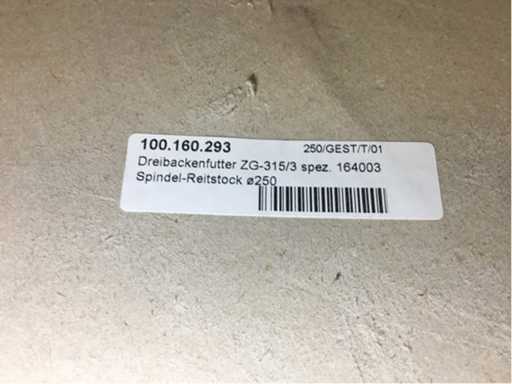 100.160.293 250/GEST/T/01
Dreibackenfutter ZG-315/3 spez. 164003
Spindel-Reitstock ø250